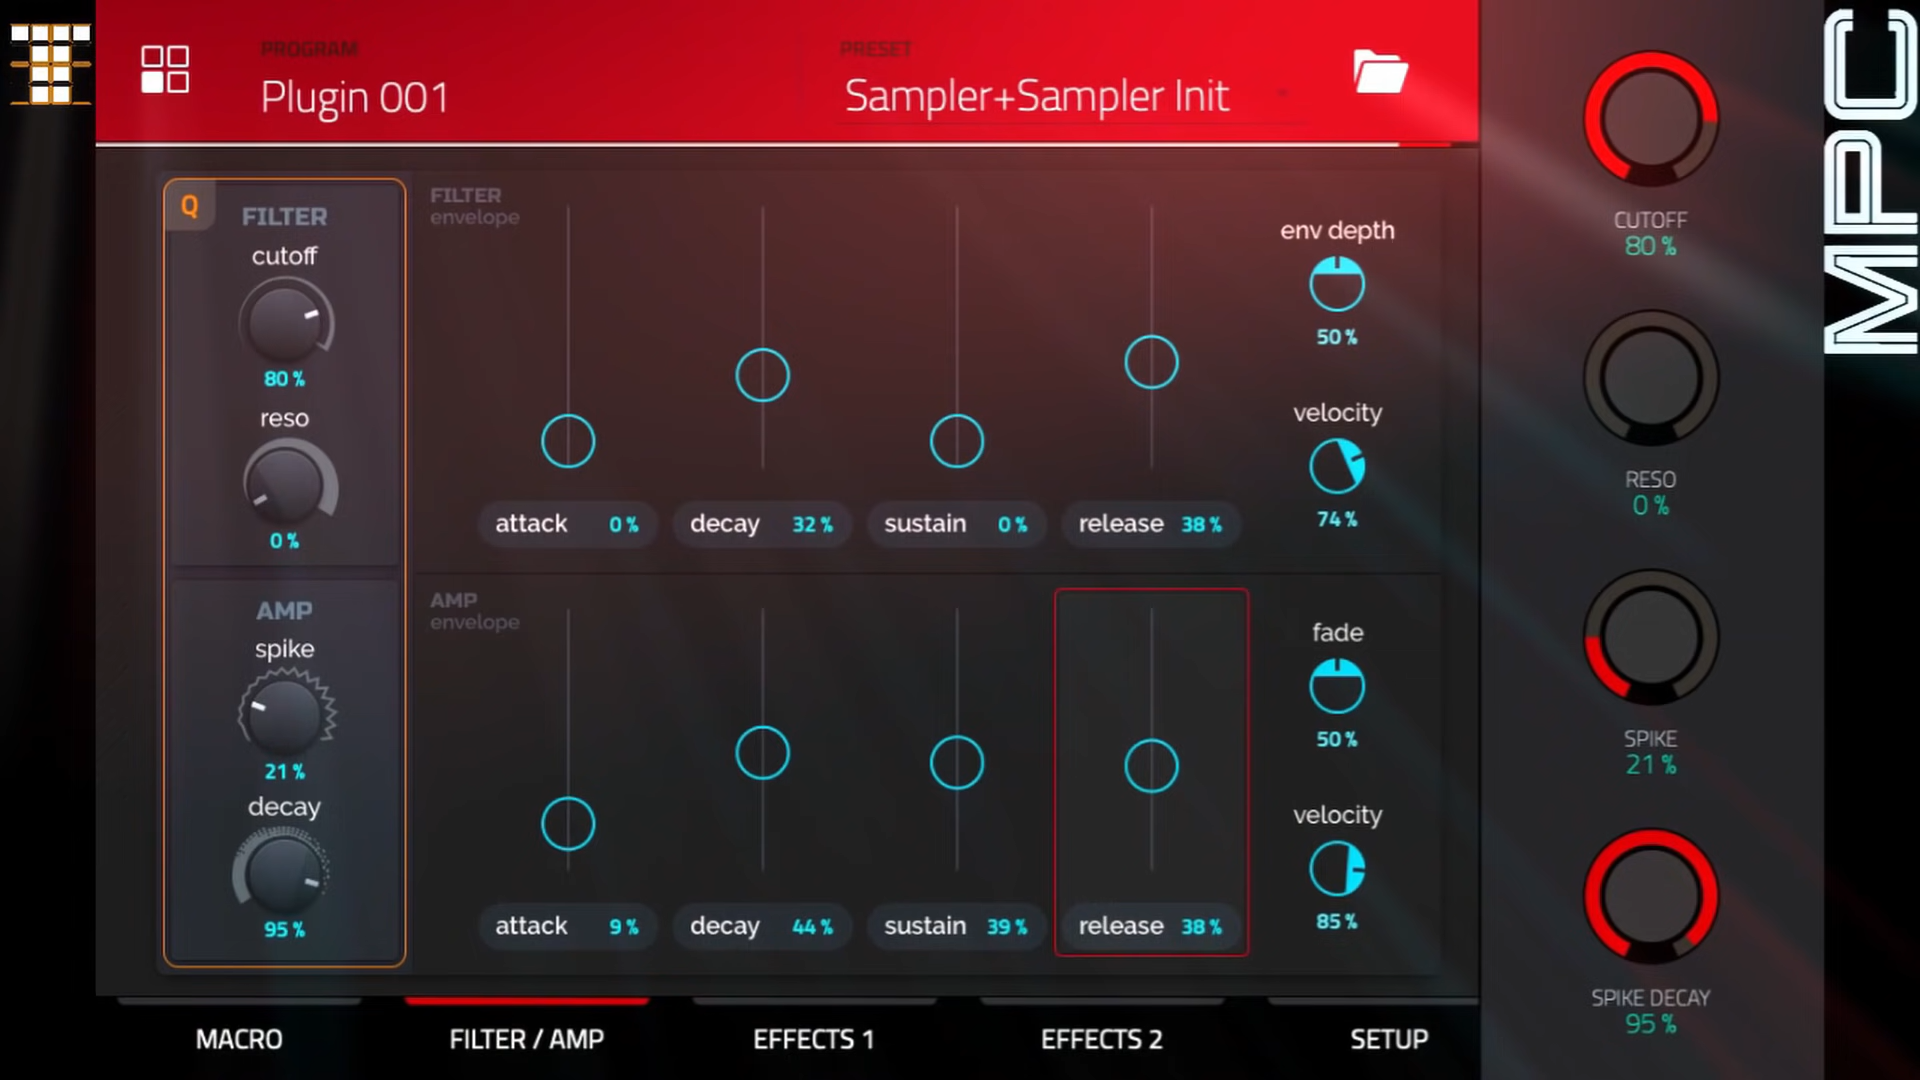 PROGRAM
Plugin 001
PRESET
Sampler+Sampler Init
MPC
Q
FILTER
cutoff
80 %
reso
0 %
AMP
spike
21 %
decay
95 %
FILTER
envelope
attack 0 %
decay 32 %
sustain 0 %
release 38 %
env depth
50 %
velocity
74 %
AMP
envelope
attack 9 %
decay 44 %
sustain 39 %
release 38 %
fade
50 %
velocity
85 %
CUTOFF
80 %
RESO
0 %
SPIKE
21 %
SPIKE DECAY
95 %
MACRO
FILTER / AMP
EFFECTS 1
EFFECTS 2
SETUP